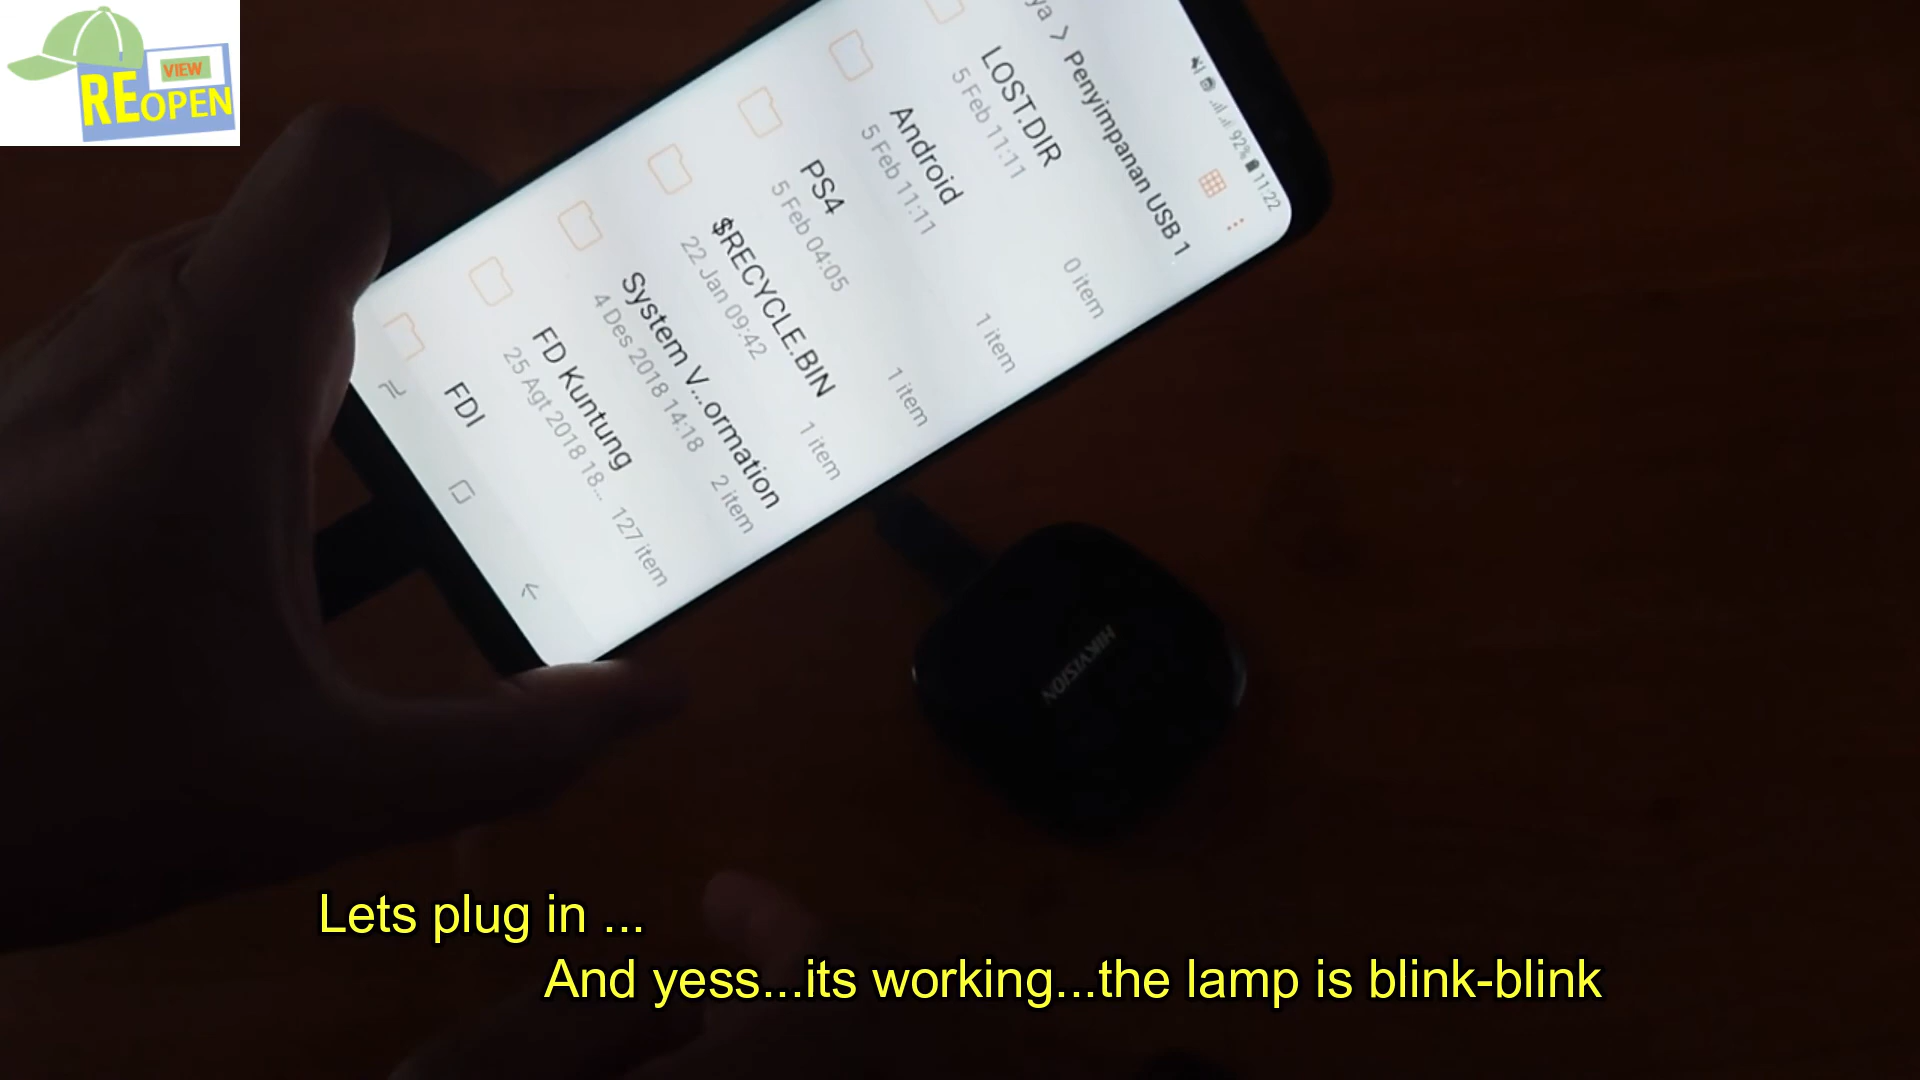 VIEW
REOPEN
92% 11:22
ya > Penyimpanan USB 1
LOST.DIR
5 Feb 11:11
0 item
Android
5 Feb 11:11
1 item
PS4
5 Feb 04:05
1 item
$RECYCLE.BIN
22 Jan 09:42
1 item
System V...ormation
4 Des 2018 14:18
2 item
FD Kuntung
25 Agt 2018 18...
127 item
FDI
HIKVISION
Lets plug in ...
And yess...its working...the lamp is blink-blink